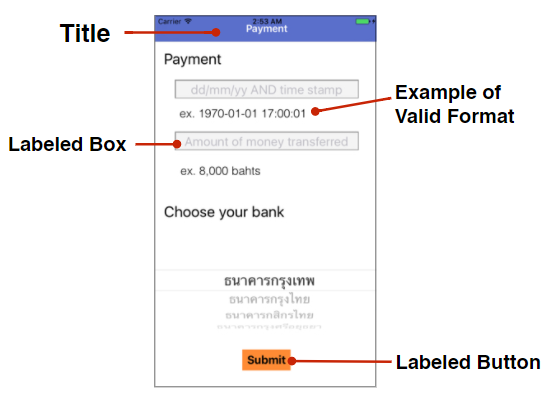 Title
Carrier 2:53 AM
Payment
Payment
dd/mm/yy AND time stamp
ex. 1970-01-01 17:00:01
Example of
Valid Format
Labeled Box
Amount of money transferred
ex. 8,000 bahts
Choose your bank
ธนาคารกรุงเทพ
ธนาคารกรุงไทย
ธนาคารกสิกรไทย
Submit
Labeled Button